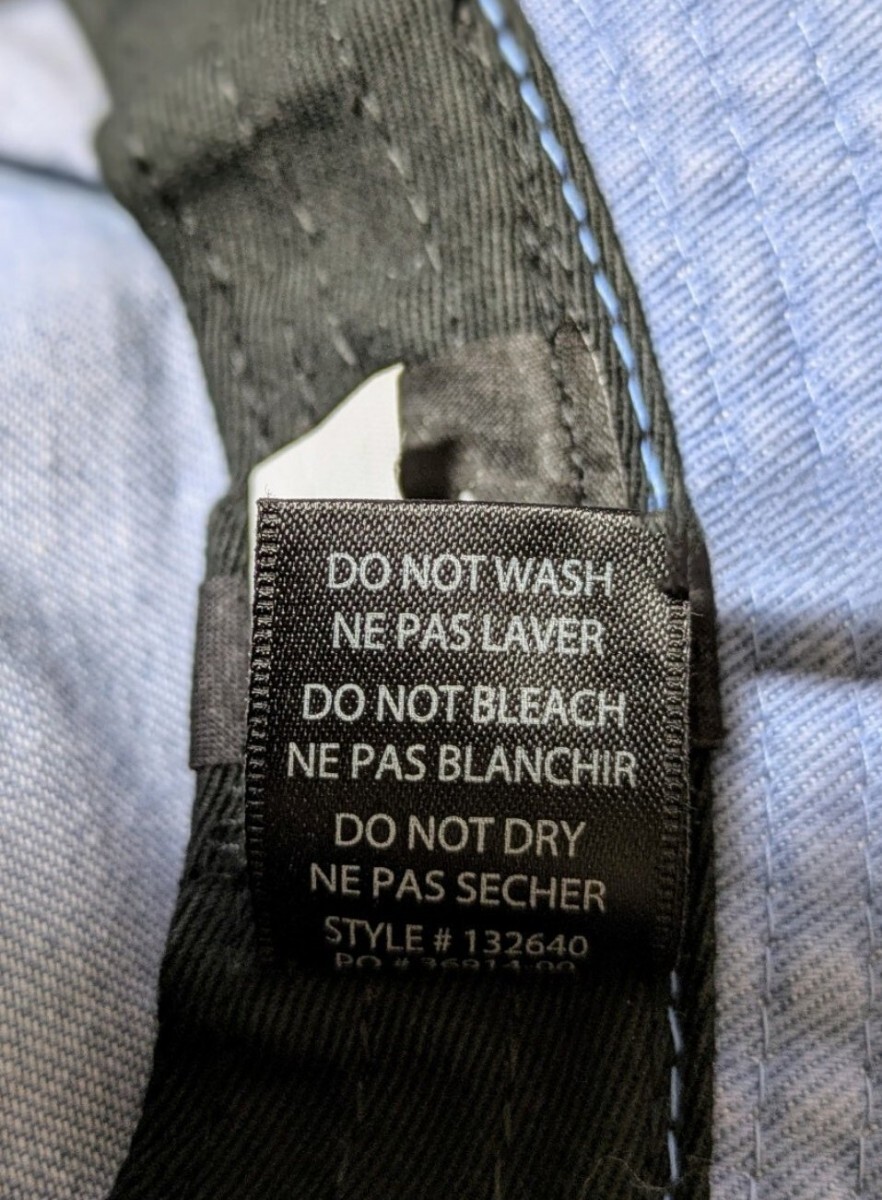 DO NOT WASH
NE PAS LAVER
DO NOT BLEACH
NE PAS BLANCHIR
DO NOT DRY
NE PAS SECHER
STYLE # 132640
PO #